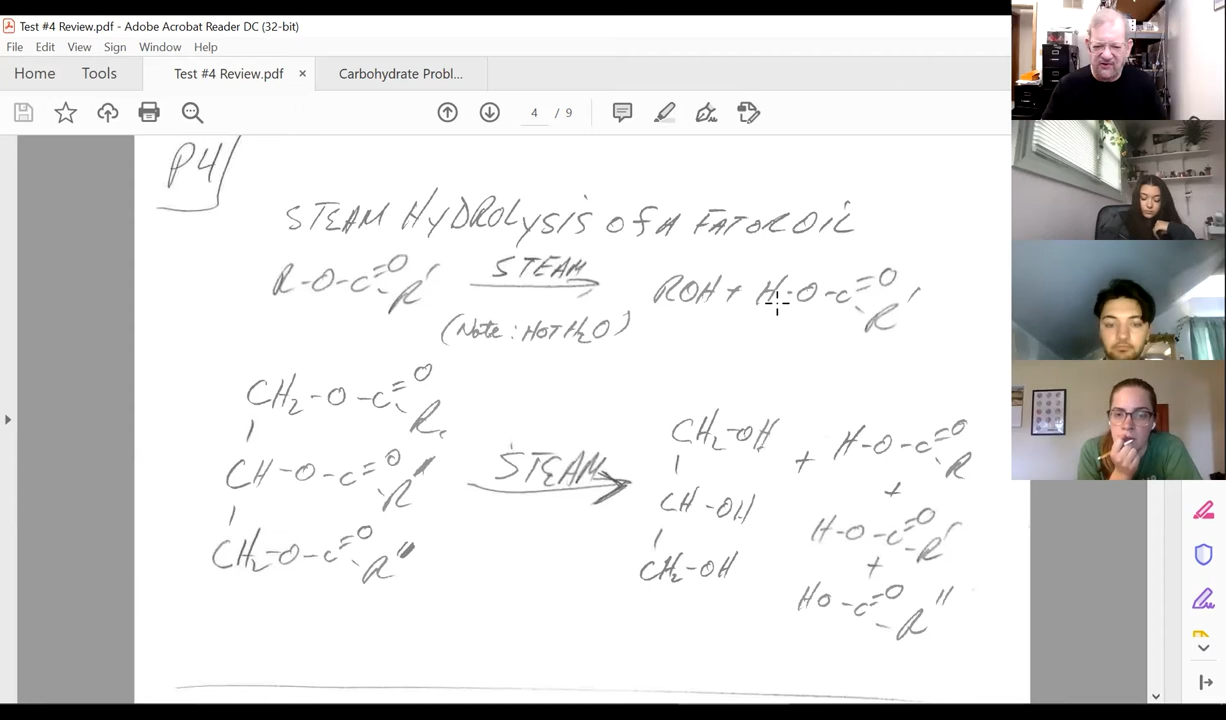 Test #4 Review.pdf - Adobe Acrobat Reader DC (32-bit)
File Edit View Sign Window Help
Home Tools Test #4 Review.pdf × Carbohydrate Probl...
4 / 9
P4
STEAM HYDROLYSIS OF A FAT OR OIL
R-O-C=O R' STEAM ROH + H-O-C=O R'
(Note: HOT H2O)
CH2-O-C=O R
CH-O-C=O R'
CH2-O-C=O R"
STEAM
CH2-OH + H-O-C=O R
+
CH-OH H-O-C=O R'
+
CH2-OH HO-C=O R"